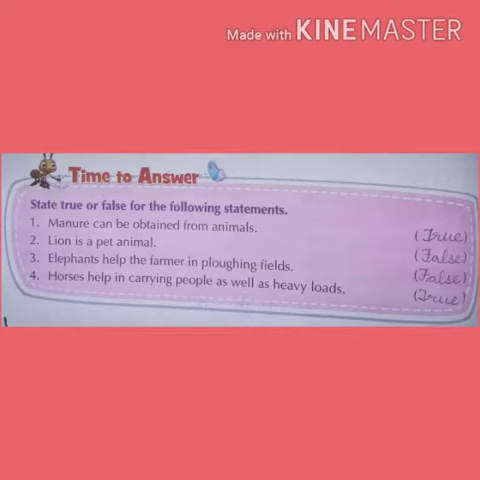 Made with KINEMASTER
Time to Answer
State true or false for the following statements.
1. Manure can be obtained from animals. (True)
2. Lion is a pet animal. (False)
3. Elephants help the farmer in ploughing fields. (False)
4. Horses help in carrying people as well as heavy loads. (True)